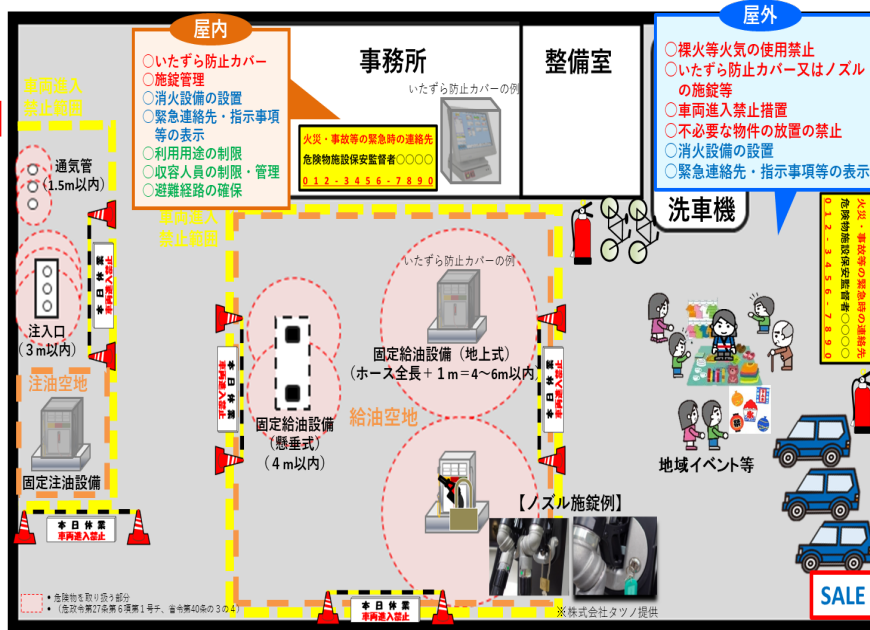 屋内
○いたずら防止カバー
○施錠管理
○消火設備の設置
○緊急連絡先・指示事項
等の表示
○利用用途の制限
○収容人員の制限・管理
○避難経路の確保
事務所
いたずら防止カバーの例
火災・事故等の緊急時の連絡先
危険物施設保安監督者○○○○
012-3456-7890
整備室
屋外
○裸火等火気の使用禁止
○いたずら防止カバー又はノズル
の施錠等
○車両進入禁止措置
○不必要な物件の放置の禁止
○消火設備の設置
○緊急連絡先・指示事項等の表示
洗車機
火災・事故等の緊急時の連絡先
危険物施設保安監督者○○○○
012-3456-7890
車両進入
禁止範囲
通気管
(1.5m以内)
本日休業
車両進入禁止
注入口
(3m以内)
注油空地
固定注油設備
本日休業
車両進入禁止
車両進入
禁止範囲
本日休業
車両進入禁止
固定給油設備
(懸垂式)
(4m以内)
いたずら防止カバーの例
固定給油設備(地上式)
(ホース全長+1m=4~6m以内)
給油空地
本日休業
車両進入禁止
【ノズル施錠例】
※株式会社タツノ提供
本日休業
車両進入禁止
地域イベント等
SALE
・危険物を取り扱う部分
・(危政令第27条第6項第1号チ、省令第40条の3の4)